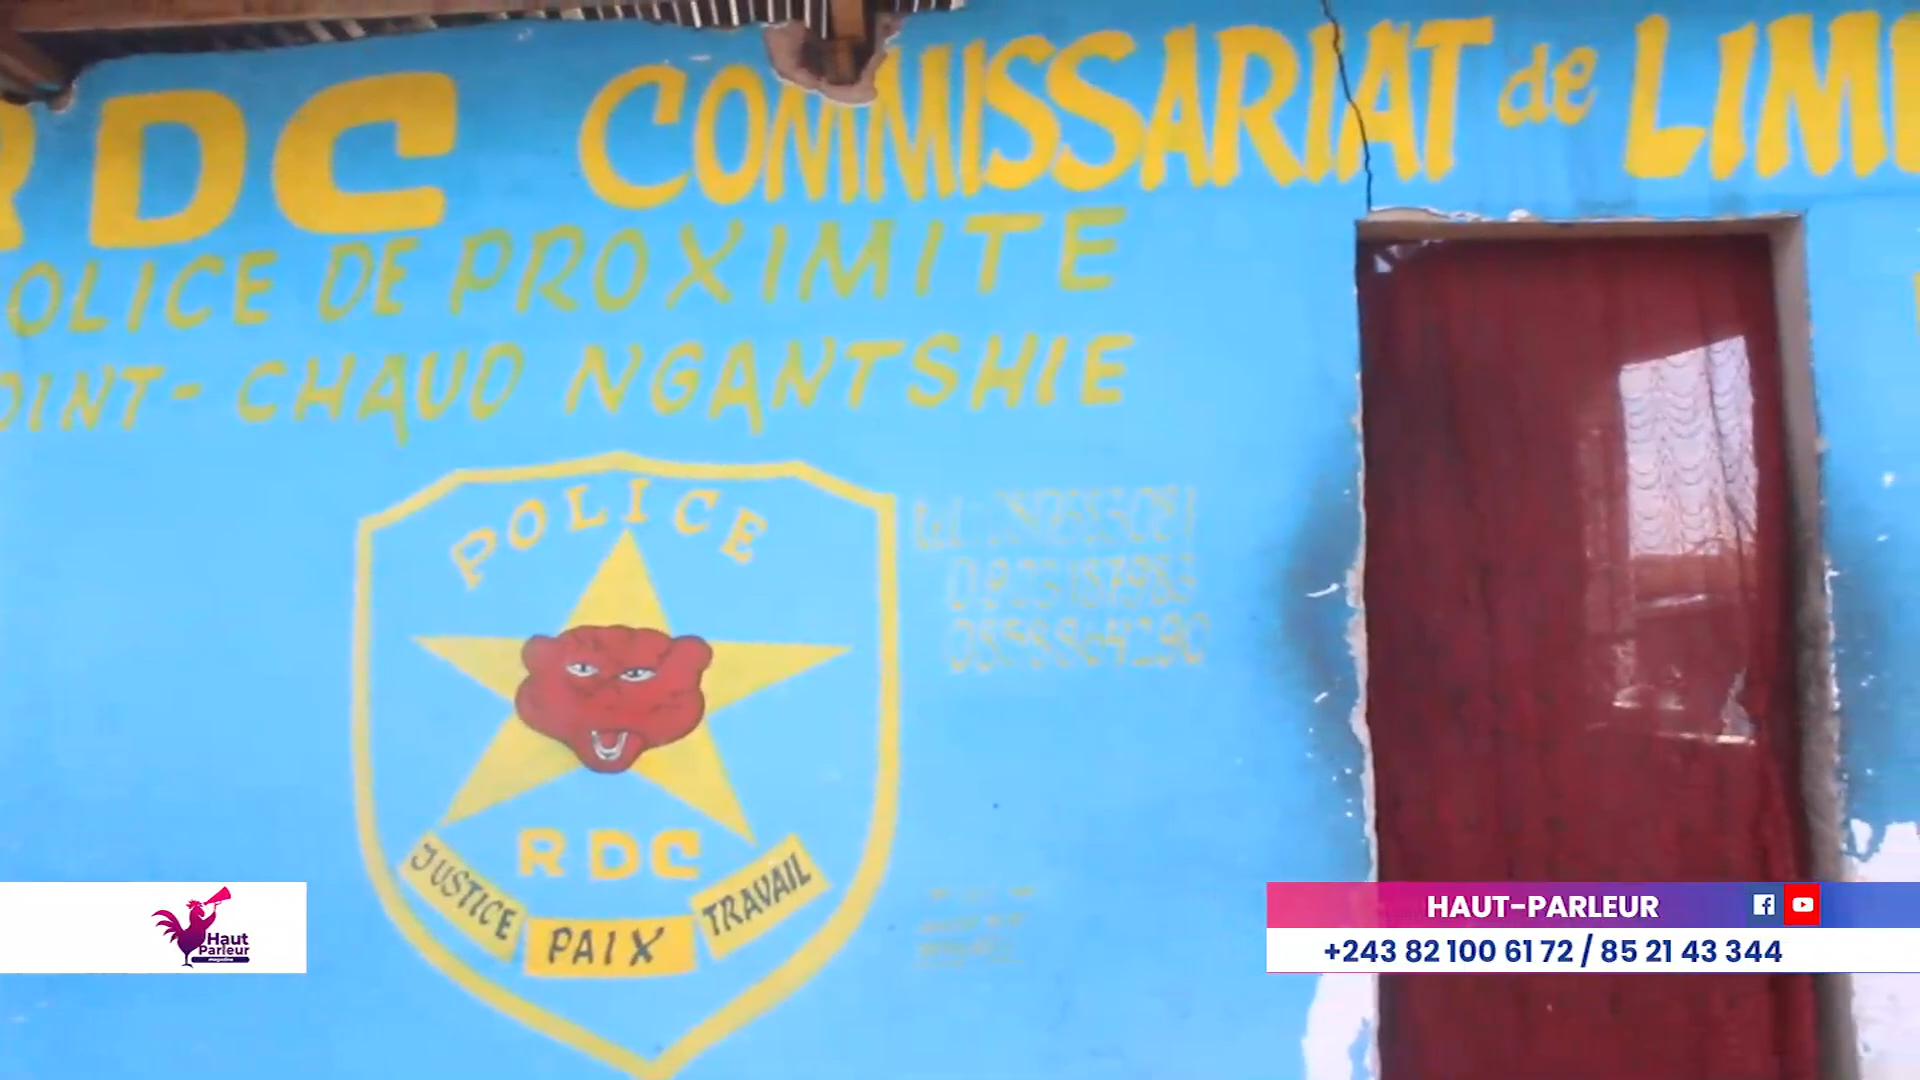 RDC COMMISSARIAT de LIM
OLICE DE PROXIMITE
OINT-CHAUD NGANTSHIE
POLICE
RDC
JUSTICE
PAIX
TRAVAIL
Haut
Parleur
magazine
HAUT-PARLEUR
+243 82 100 61 72 / 85 21 43 344